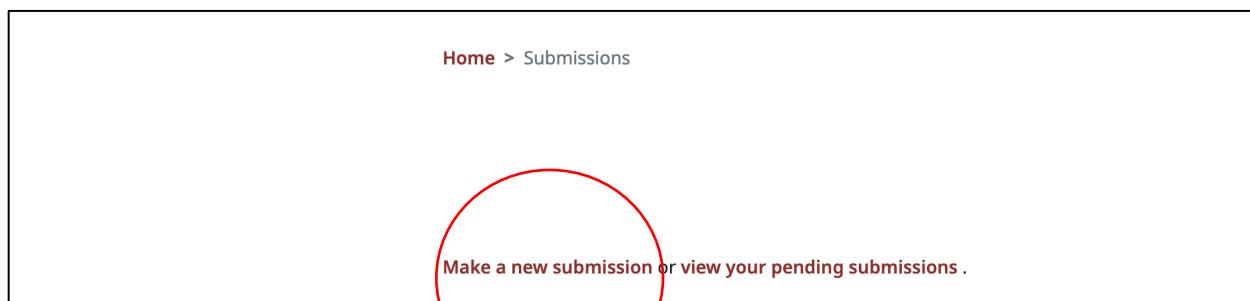 Home > Submissions
Make a new submission or view your pending submissions .